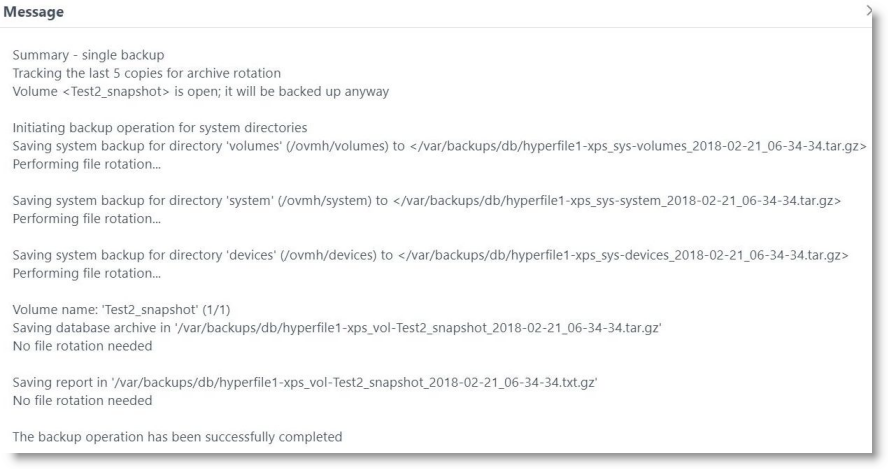 Message
Summary - single backup
Tracking the last 5 copies for archive rotation
Volume <Test2_snapshot> is open; it will be backed up anyway
Initiating backup operation for system directories
Saving system backup for directory 'volumes' (/ovmh/volumes) to </var/backups/db/hyperfile1-xps_sys-volumes_2018-02-21_06-34-34.tar.gz>
Performing file rotation...
Saving system backup for directory 'system' (/ovmh/system) to </var/backups/db/hyperfile1-xps_sys-system_2018-02-21_06-34-34.tar.gz>
Performing file rotation...
Saving system backup for directory 'devices' (/ovmh/devices) to </var/backups/db/hyperfile1-xps_sys-devices_2018-02-21_06-34-34.tar.gz>
Performing file rotation...
Volume name: 'Test2_snapshot' (1/1)
Saving database archive in '/var/backups/db/hyperfile1-xps_vol-Test2_snapshot_2018-02-21_06-34-34.tar.gz'
No file rotation needed
Saving report in '/var/backups/db/hyperfile1-xps_vol-Test2_snapshot_2018-02-21_06-34-34.txt.gz'
No file rotation needed
The backup operation has been successfully completed